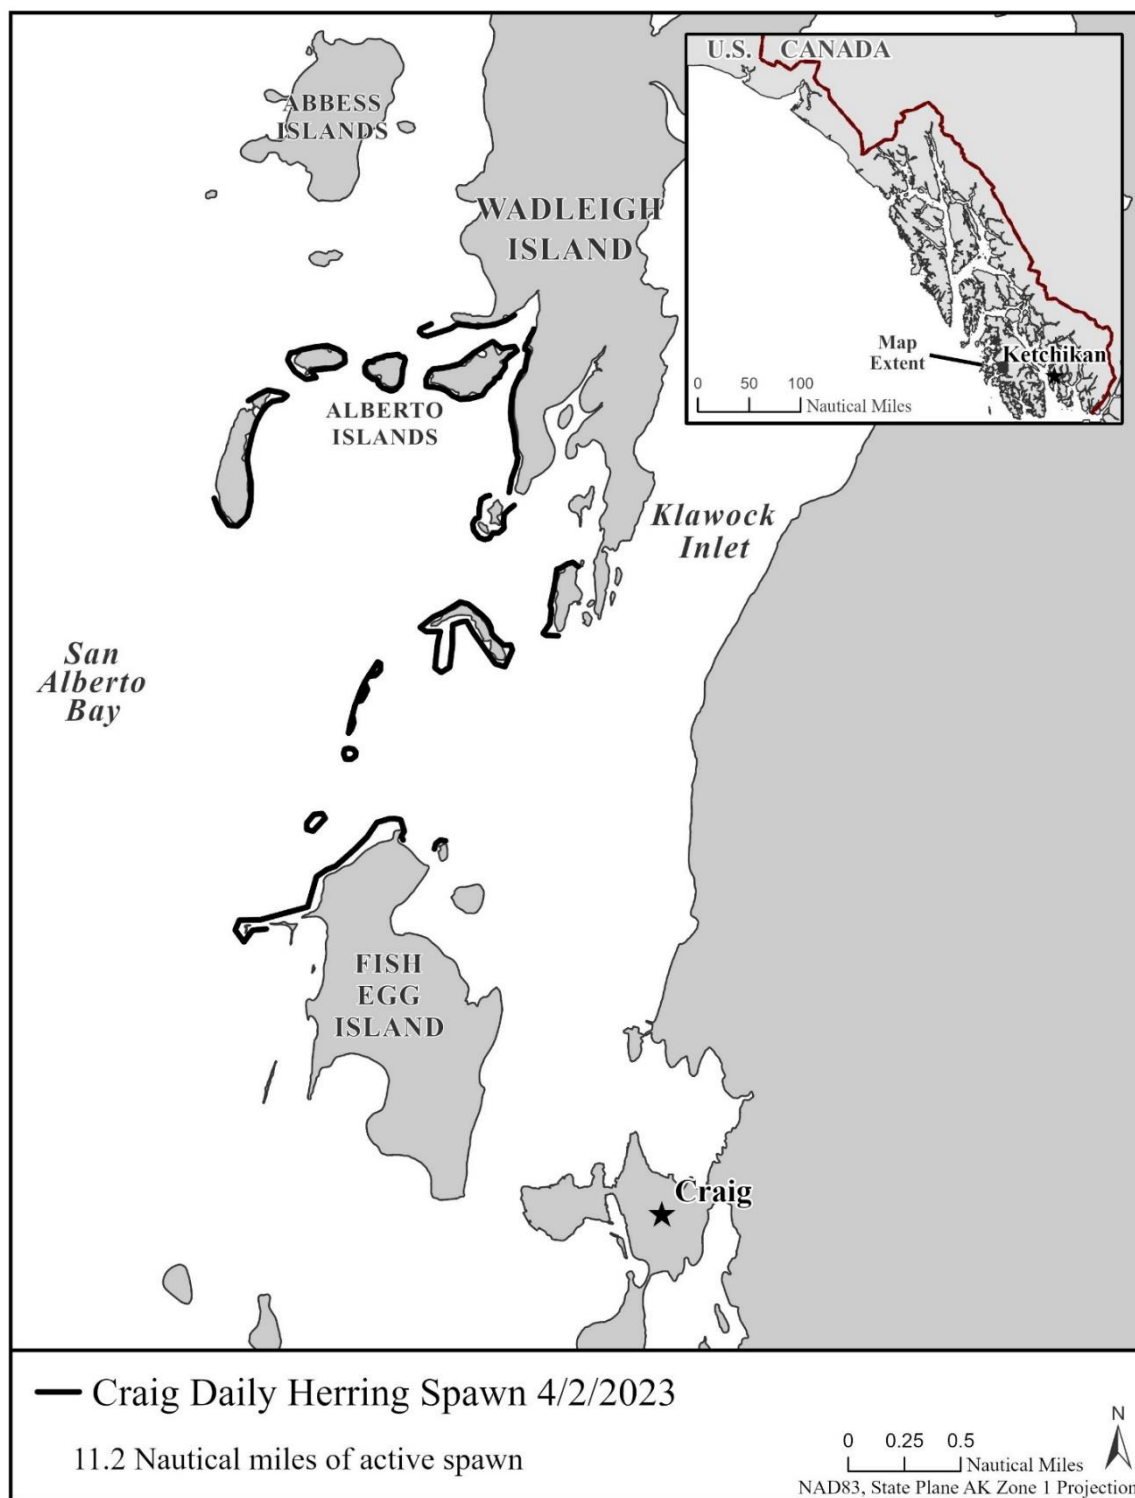 U.S. CANADA
ABBESS
ISLANDS
WADLEIGH
ISLAND
Map
Extent
Ketchikan
0 50 100
Nautical Miles
ALBERTO
ISLANDS
Klawock
Inlet
San
Alberto
Bay
FISH
EGG
ISLAND
Craig
Craig Daily Herring Spawn 4/2/2023
11.2 Nautical miles of active spawn
N
0 0.25 0.5
Nautical Miles
NAD83, State Plane AK Zone 1 Projection